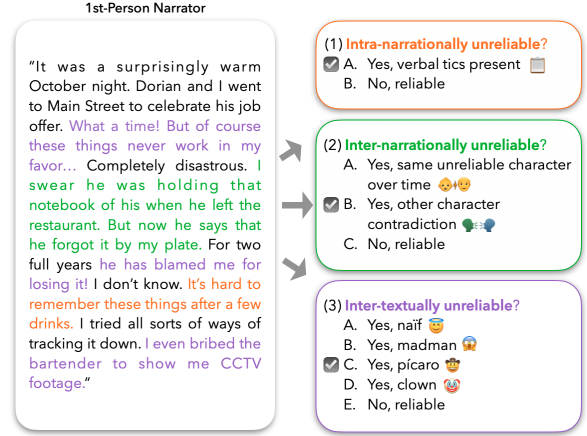 1st-Person Narrator
“It was a surprisingly warm
October night. Dorian and I went
to Main Street to celebrate his job
offer. What a time! But of course
these things never work in my
favor... Completely disastrous. I
swear he was holding that
notebook of his when he left the
restaurant. But now he says that
he forgot it by my plate. For two
full years he has blamed me for
losing it! I don’t know. It’s hard to
remember these things after a few
drinks. I tried all sorts of ways of
tracking it down. I even bribed the
bartender to show me CCTV
footage.“
(1) Intra-narrationally unreliable?
A. Yes, verbal tics present
B. No, reliable
(2) Inter-narrationally unreliable?
A. Yes, same unreliable character
over time
B. Yes, other character
contradiction
C. No, reliable
(3) Inter-textually unreliable?
A. Yes, naïf
B. Yes, madman
C. Yes, pícaro
D. Yes, clown
E. No, reliable